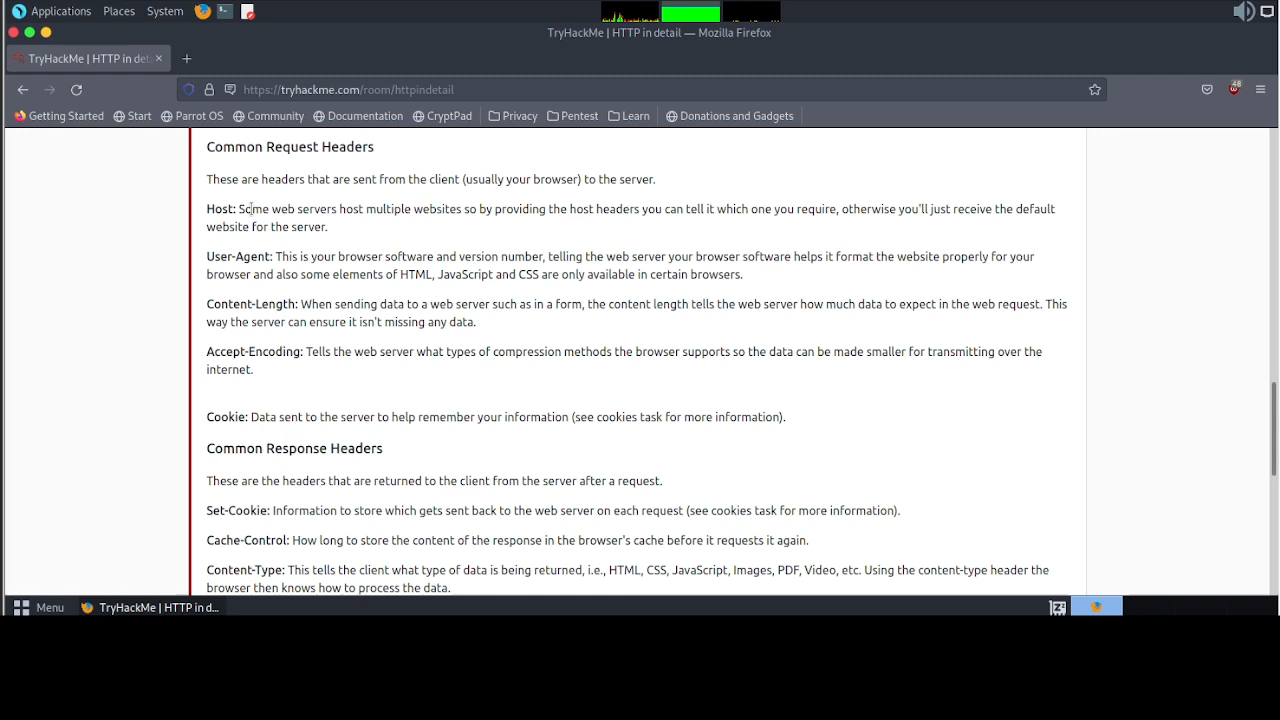 Applications Places System
TryHackMe | HTTP in detail — Mozilla Firefox
TryHackMe | HTTP in det
https://tryhackme.com/room/httpindetail
48
Getting Started Start Parrot OS Community Documentation CryptPad Privacy Pentest Learn Donations and Gadgets
Common Request Headers
These are headers that are sent from the client (usually your browser) to the server.
Host: Some web servers host multiple websites so by providing the host headers you can tell it which one you require, otherwise you'll just receive the default
website for the server.
User-Agent: This is your browser software and version number, telling the web server your browser software helps it format the website properly for your
browser and also some elements of HTML, JavaScript and CSS are only available in certain browsers.
Content-Length: When sending data to a web server such as in a form, the content length tells the web server how much data to expect in the web request. This
way the server can ensure it isn't missing any data.
Accept-Encoding: Tells the web server what types of compression methods the browser supports so the data can be made smaller for transmitting over the
internet.
Cookie: Data sent to the server to help remember your information (see cookies task for more information).
Common Response Headers
These are the headers that are returned to the client from the server after a request.
Set-Cookie: Information to store which gets sent back to the web server on each request (see cookies task for more information).
Cache-Control: How long to store the content of the response in the browser's cache before it requests it again.
Content-Type: This tells the client what type of data is being returned, i.e., HTML, CSS, JavaScript, Images, PDF, Video, etc. Using the content-type header the
browser then knows how to process the data.
Menu TryHackMe | HTTP in d...